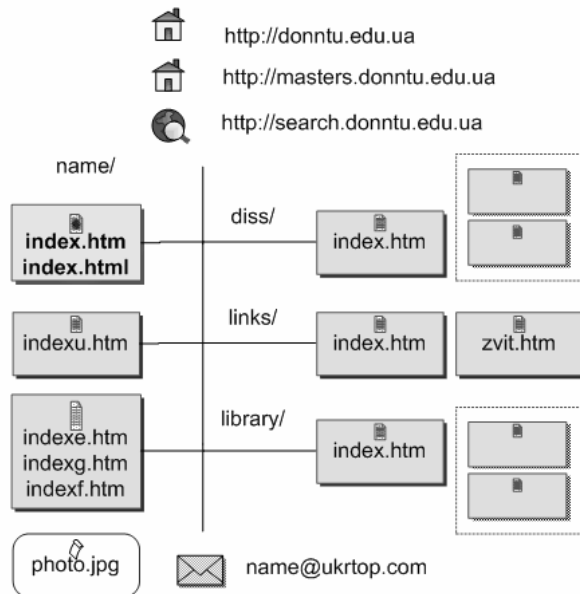 http://donntu.edu.ua
http://masters.donntu.edu.ua
http://search.donntu.edu.ua
name/
index.htm
index.html
diss/
index.htm
indexu.htm
links/
index.htm
zvit.htm
indexe.htm
indexg.htm
indexf.htm
library/
index.htm
photo.jpg
name@ukrtop.com